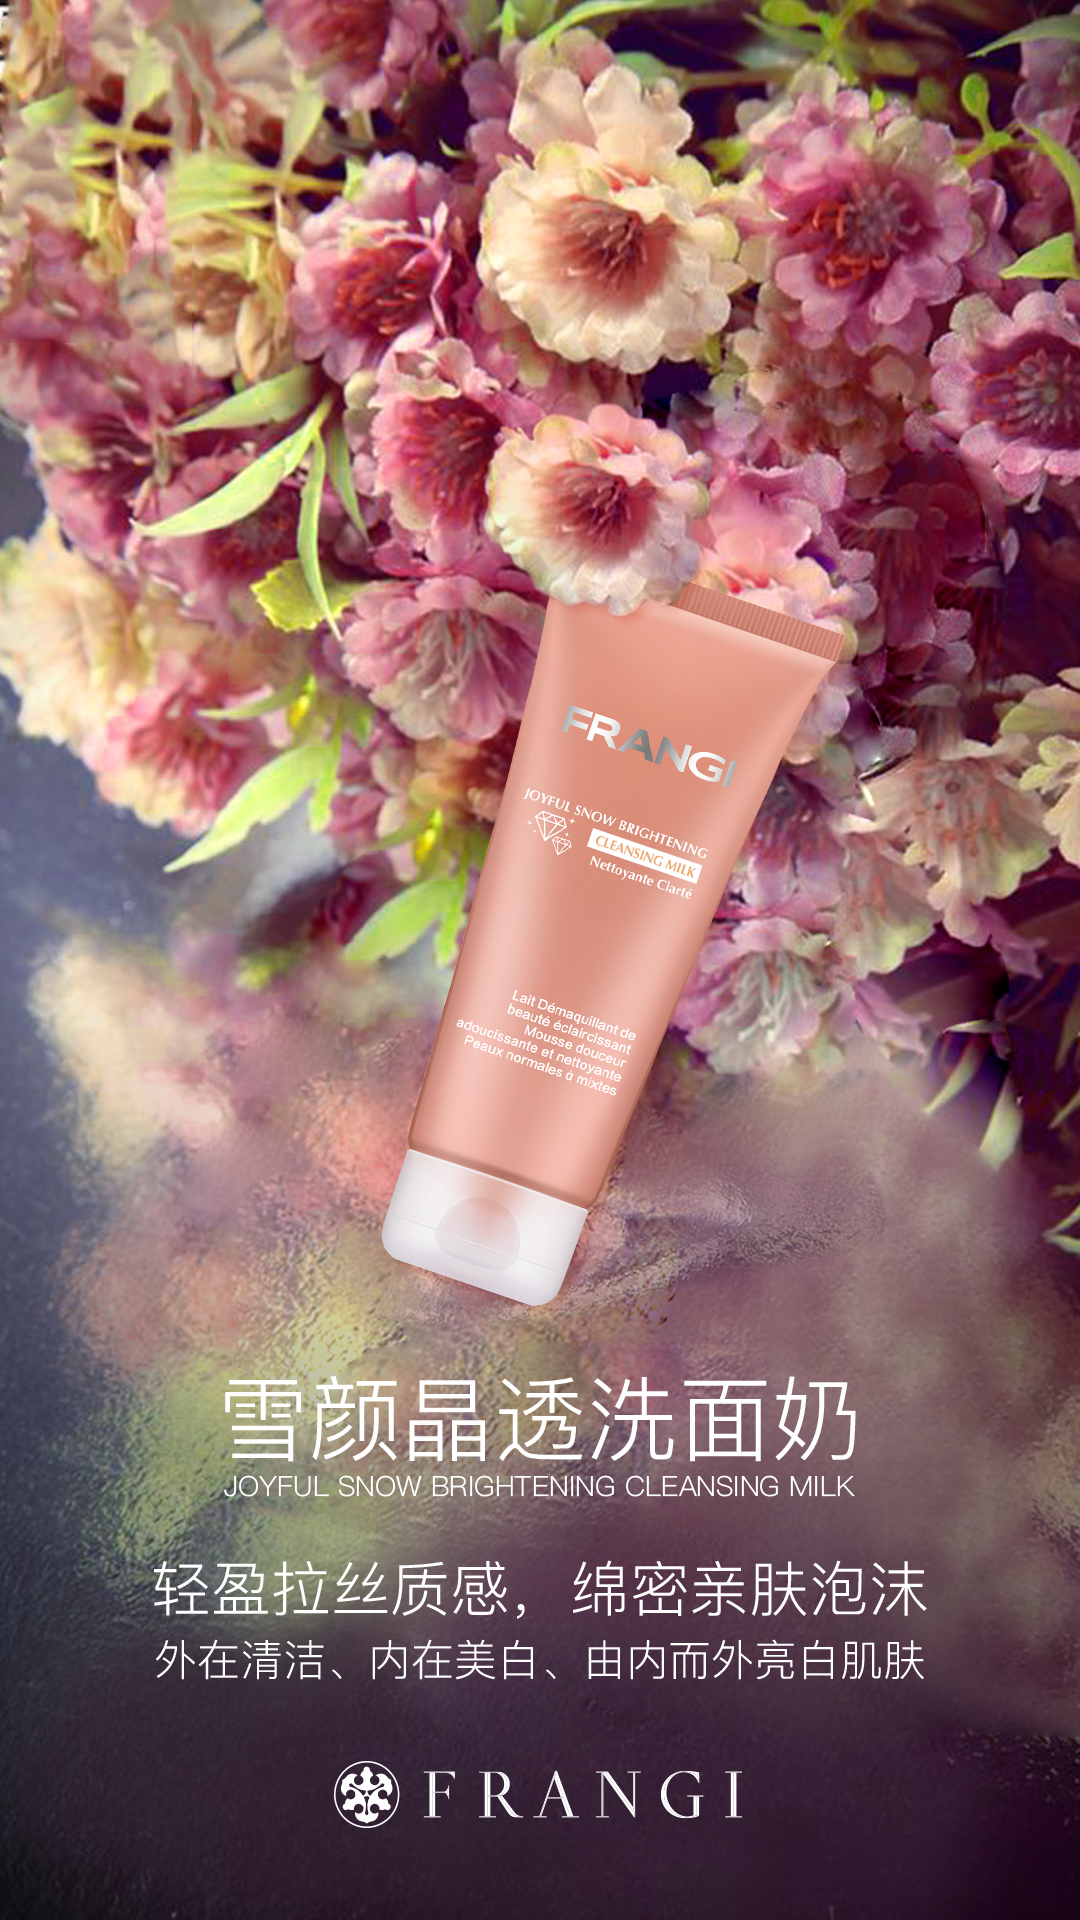 FRANGI
JOYFUL SNOW BRIGHTENING
CLEANSING MILK
Nettoyante Clarté
Lait Démaquillant de
beauté éclaircissant
Mousse douceur
adoucissante et nettoyante
Peaux normales à mixtes
雪颜晶透洗面奶
JOYFUL SNOW BRIGHTENING CLEANSING MILK
轻盈拉丝质感，绵密亲肤泡沫
外在清洁、内在美白、由内而外亮白肌肤
FRANGI